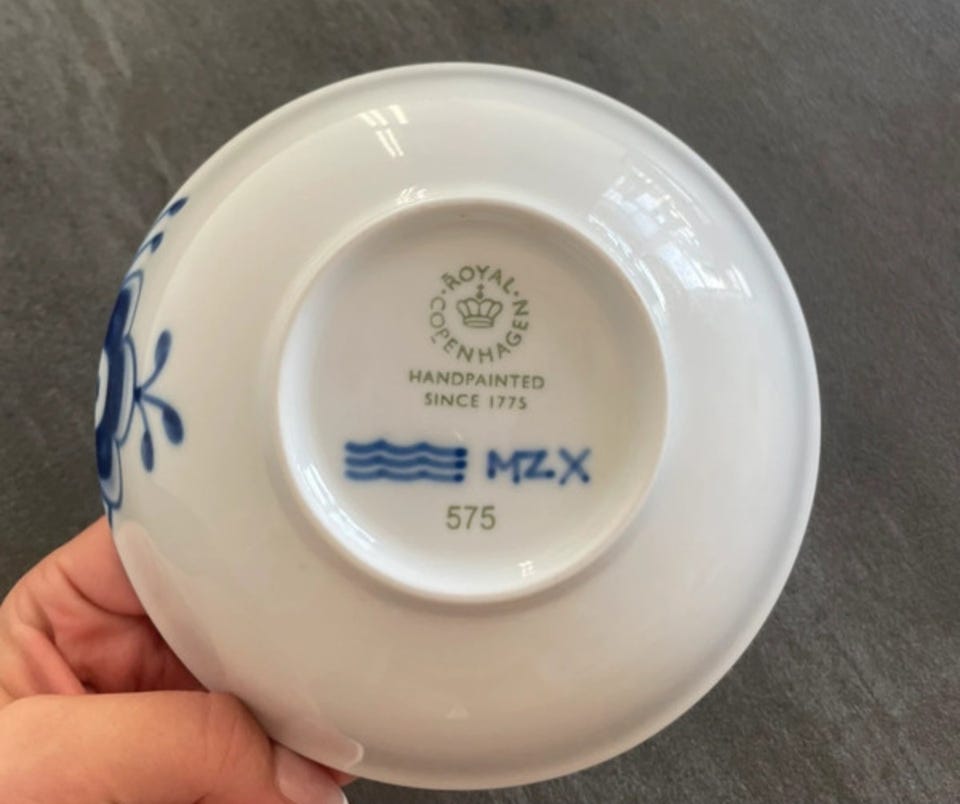 ROYAL
COPENHAGEN
HANDPAINTED
SINCE 1775
MZX
575